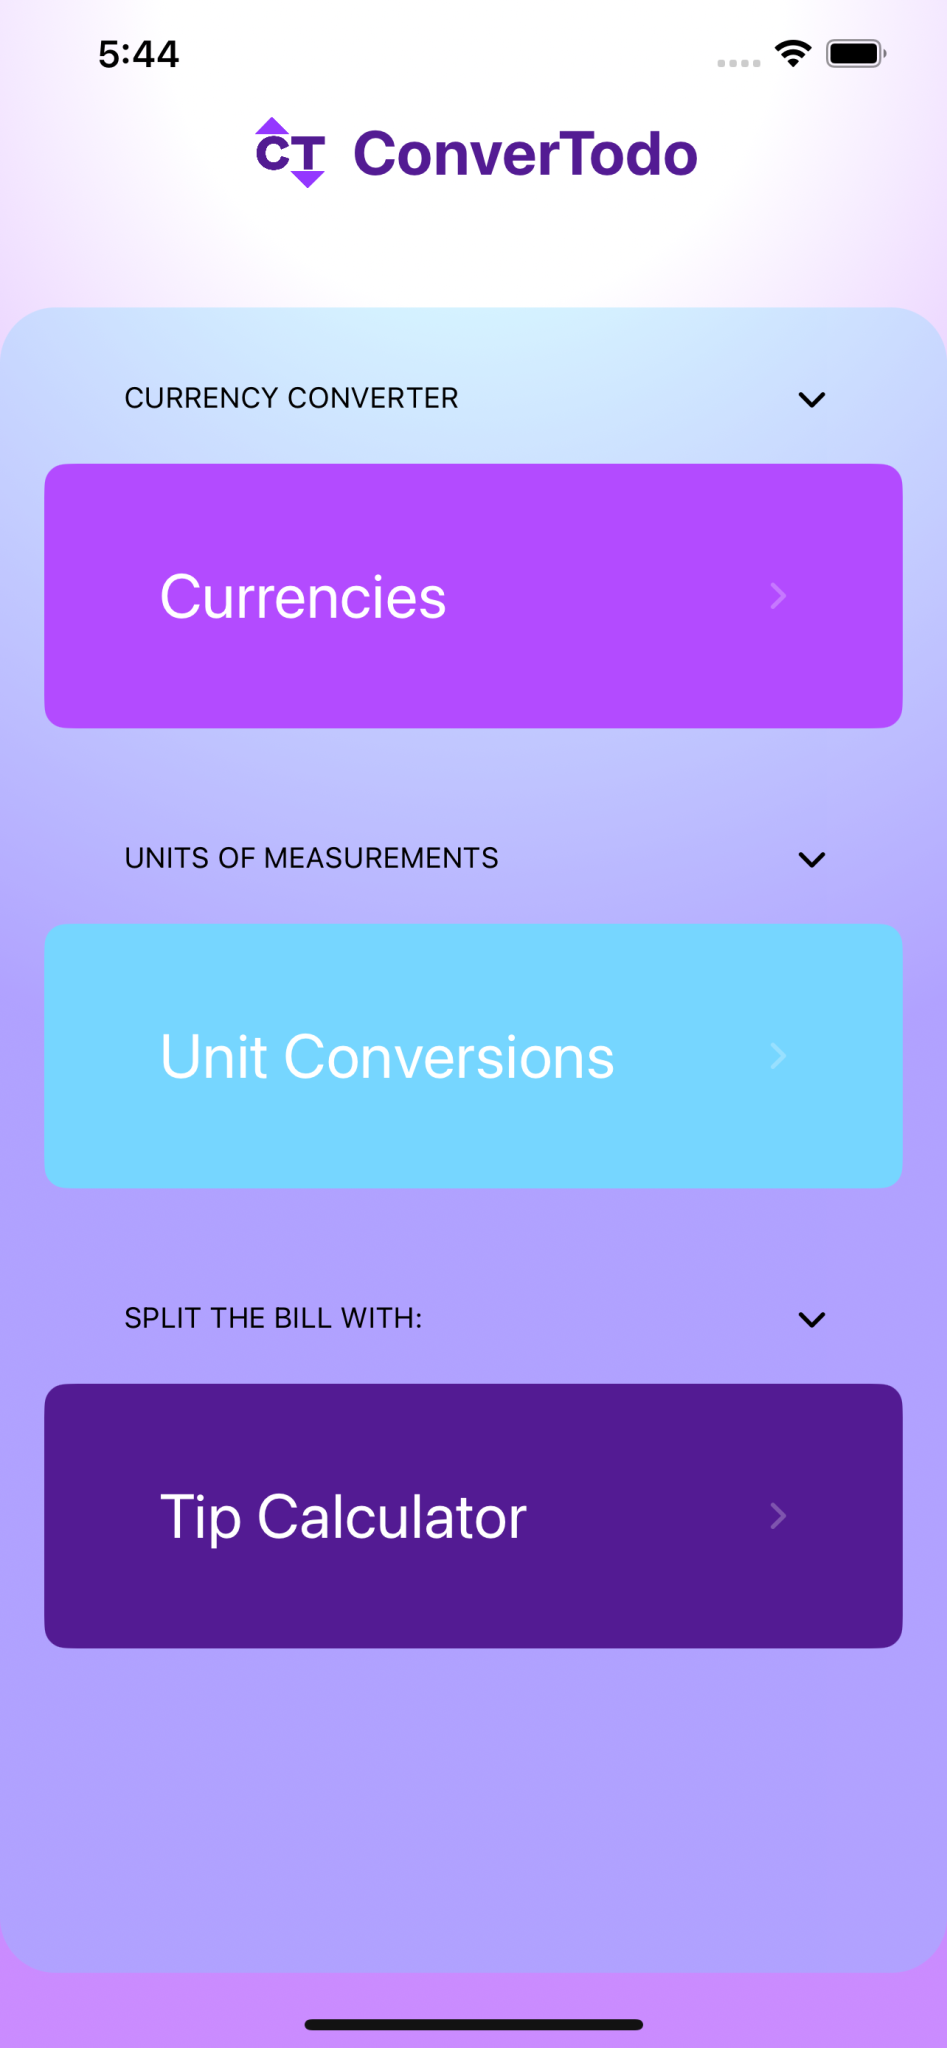 5:44
CT ConverTodo
CURRENCY CONVERTER
Currencies
UNITS OF MEASUREMENTS
Unit Conversions
SPLIT THE BILL WITH:
Tip Calculator